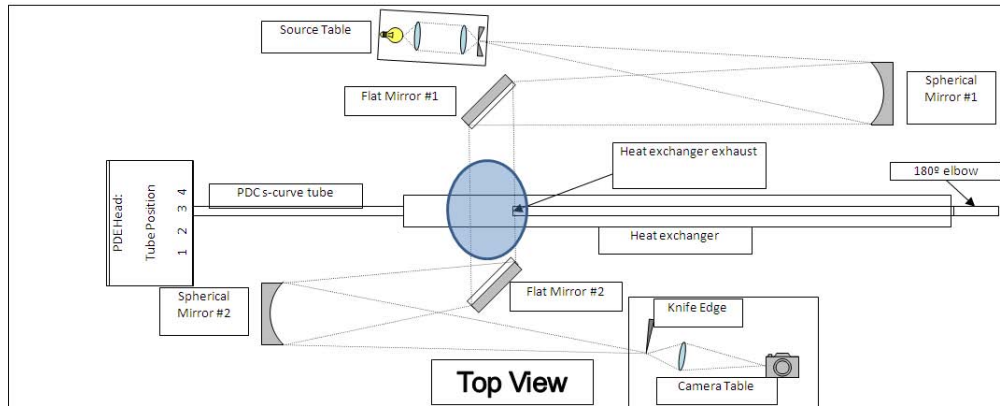 Source Table
Flat Mirror #1
Spherical
Mirror #1
Heat exchanger exhaust
180º elbow
PDE Head:
Tube Position
1 2 3 4
PDC s-curve tube
Heat exchanger
Spherical
Mirror #2
Flat Mirror #2
Knife Edge
Top View
Camera Table